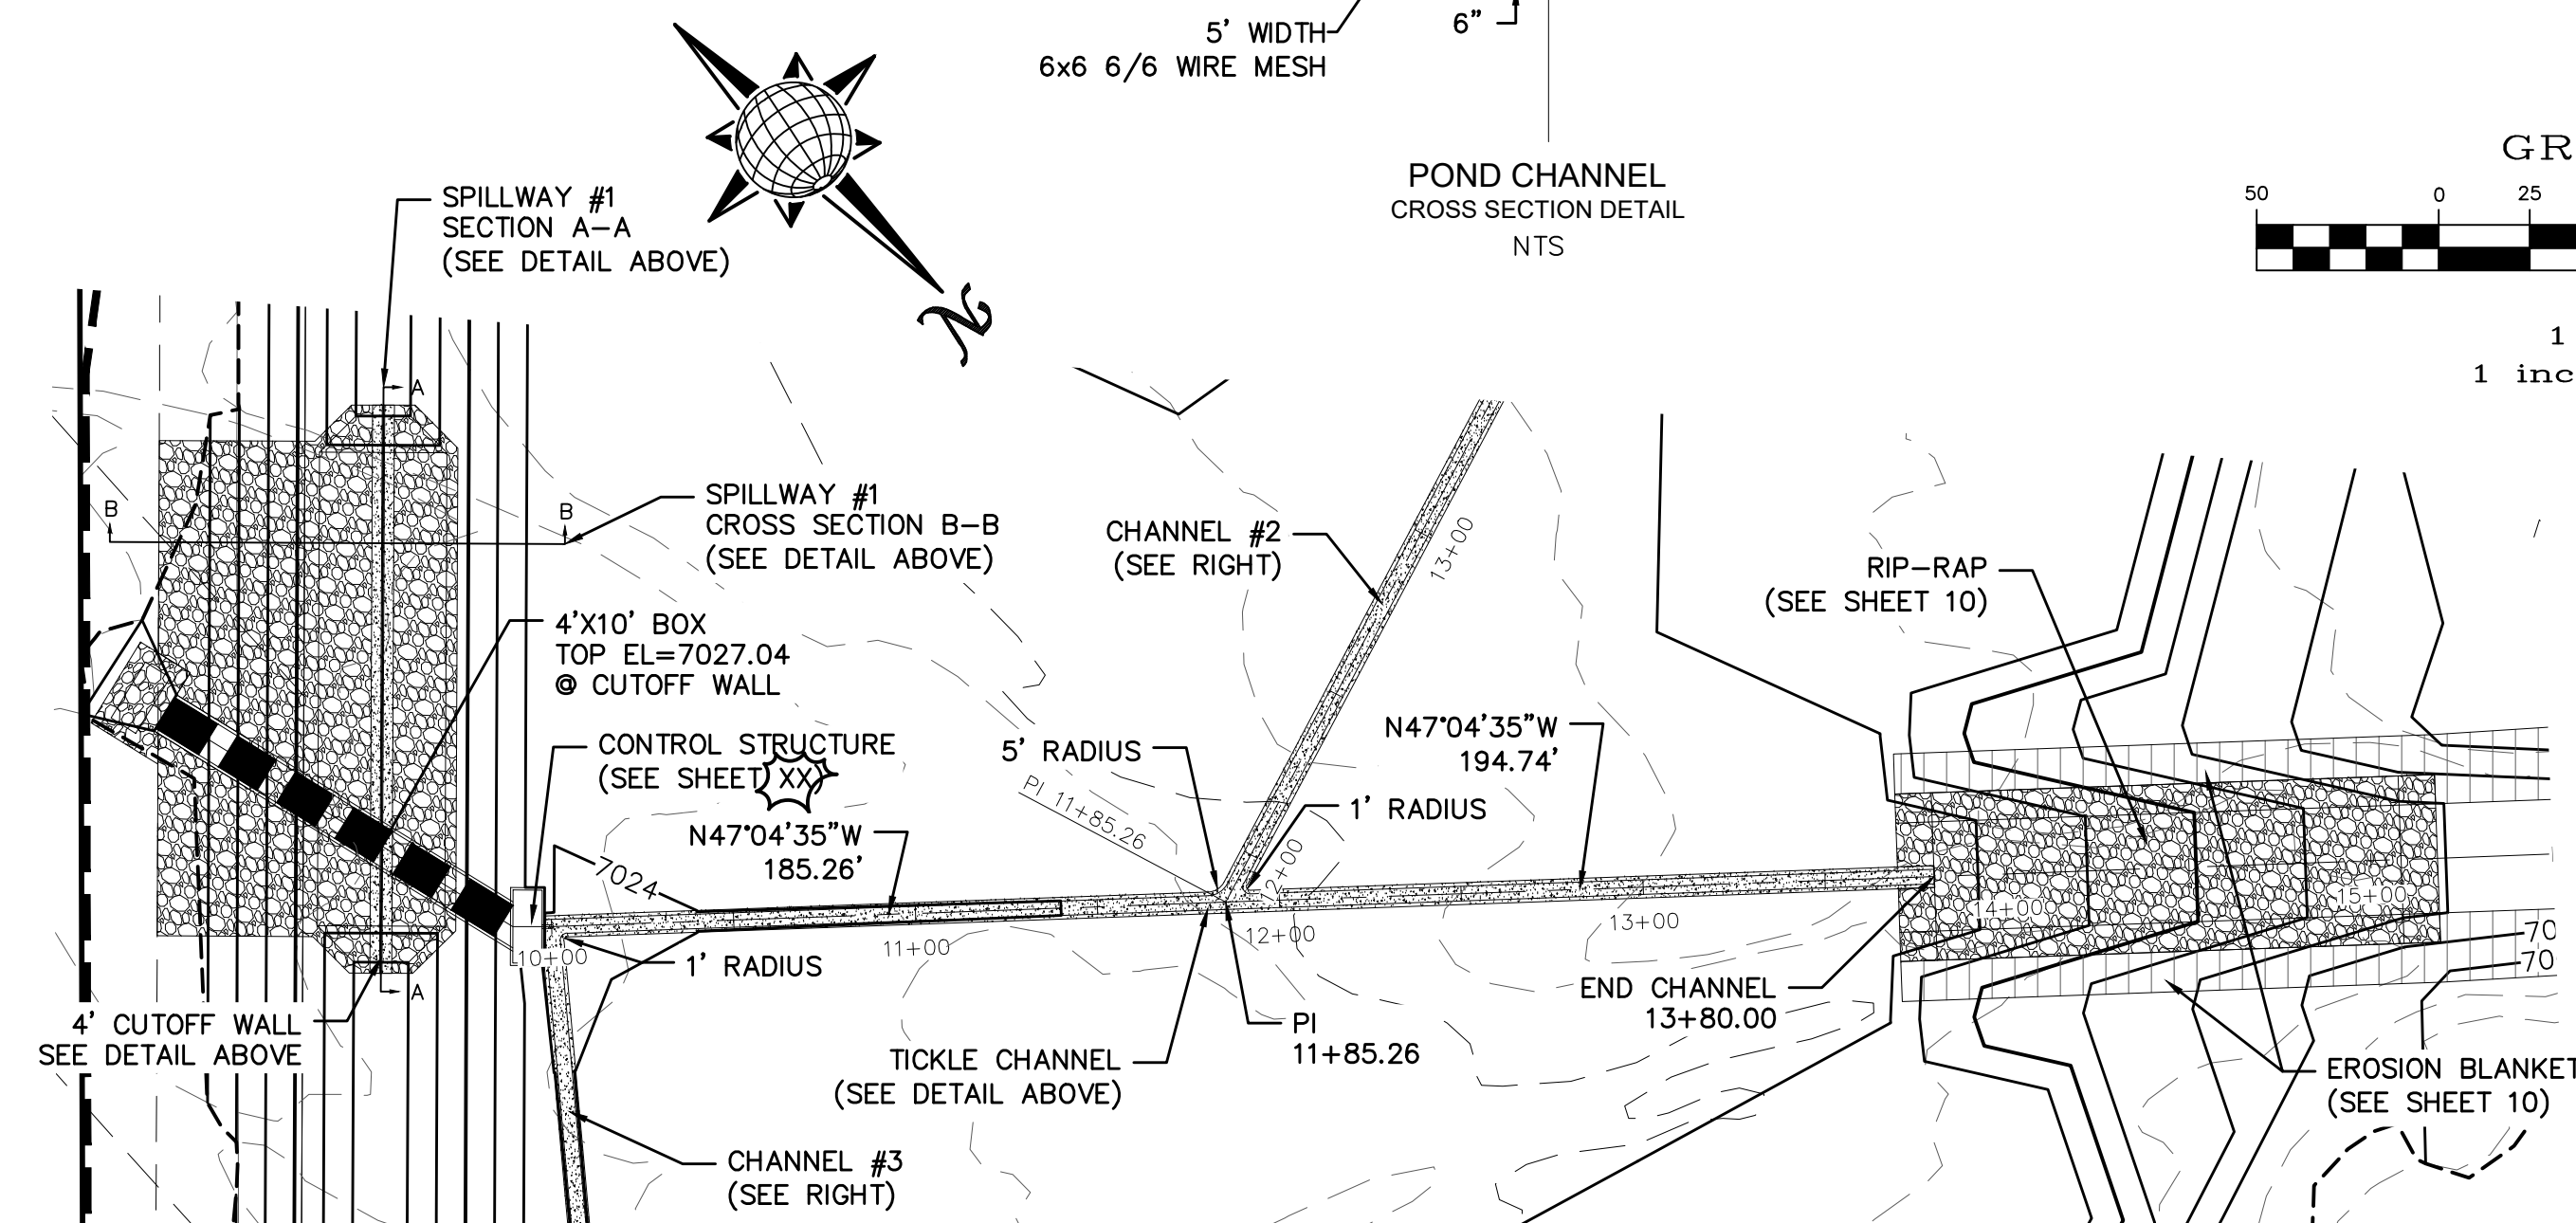 5' WIDTH
6x6 6/6 WIRE MESH
6"
POND CHANNEL
CROSS SECTION DETAIL
NTS
GR
50 0 25
1
1 inc
N
SPILLWAY #1
SECTION A-A
(SEE DETAIL ABOVE)
A
B
B
SPILLWAY #1
CROSS SECTION B-B
(SEE DETAIL ABOVE)
CHANNEL #2
(SEE RIGHT)
13+00
RIP-RAP
(SEE SHEET 10)
4'X10' BOX
TOP EL=7027.04
@ CUTOFF WALL
CONTROL STRUCTURE
(SEE SHEET XX)
5' RADIUS
N47°04'35"W
194.74'
PI 11+85.26
1' RADIUS
N47°04'35"W
185.26'
7024
12+00
10+00
11+00
12+00
13+00
14+00
15+00
1' RADIUS
A
END CHANNEL
13+80.00
70
70
4' CUTOFF WALL
SEE DETAIL ABOVE
PI
11+85.26
TICKLE CHANNEL
(SEE DETAIL ABOVE)
EROSION BLANKET
(SEE SHEET 10)
CHANNEL #3
(SEE RIGHT)